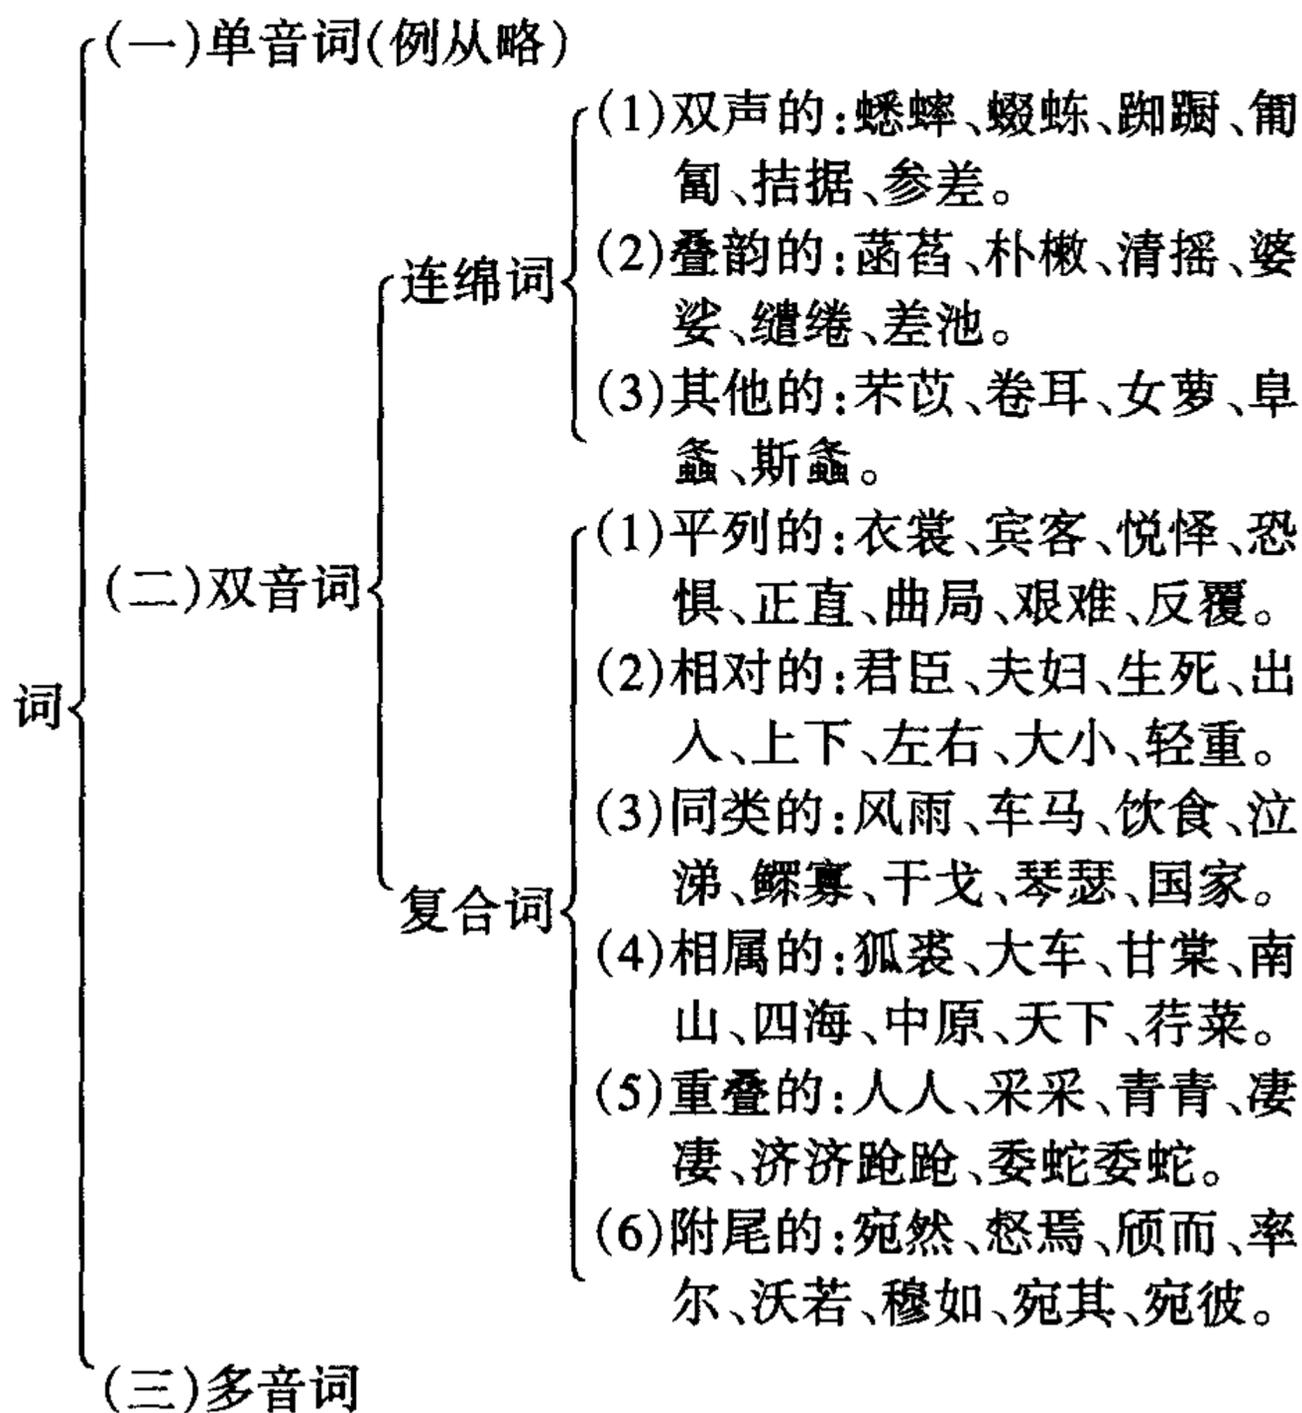 (一)单音词(例从略)
(1)双声的:蟋蟀、蝃蝀、踟蹰、匍
匐、拮据、参差。
(2)叠韵的:菡萏、朴樕、清摇、婆
连绵词
娑、缱绻、差池。
(3)其他的:芣苡、卷耳、女萝、阜
螽、斯螽。
(1)平列的:衣裳、宾客、悦怿、恐
(二)双音词
惧、正直、曲局、艰难、反覆。
(2)相对的:君臣、夫妇、生死、出
词
入、上下、左右、大小、轻重。
(3)同类的:风雨、车马、饮食、泣
涕、鳏寡、干戈、琴瑟、国家。
复合词
(4)相属的:狐裘、大车、甘棠、南
山、四海、中原、天下、荇菜。
(5)重叠的:人人、采采、青青、凄
凄、济济跄跄、委蛇委蛇。
(6)附尾的:宛然、惄焉、颀而、率
尔、沃若、穆如、宛其、宛彼。
(三)多音词